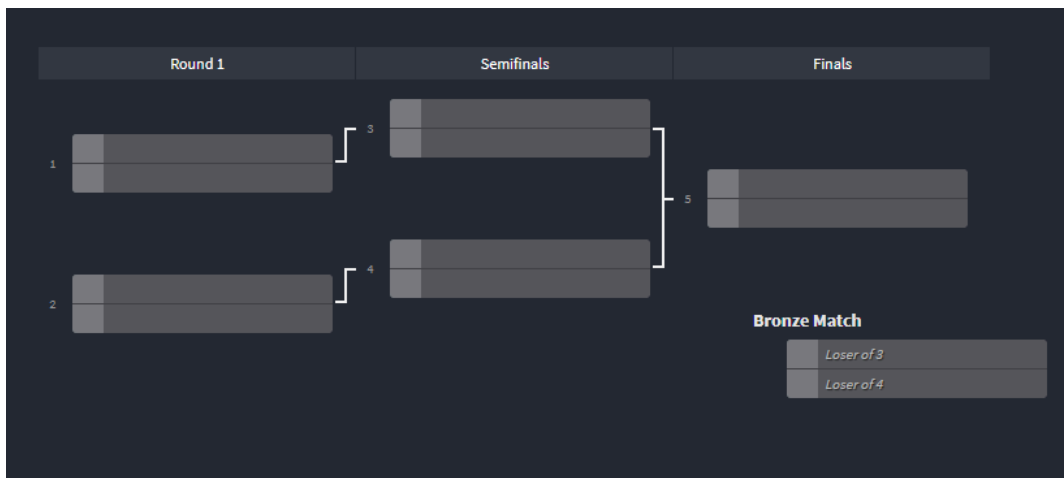 Round 1
Semifinals
Finals
1
2
3
4
5
Bronze Match
Loser of 3
Loser of 4